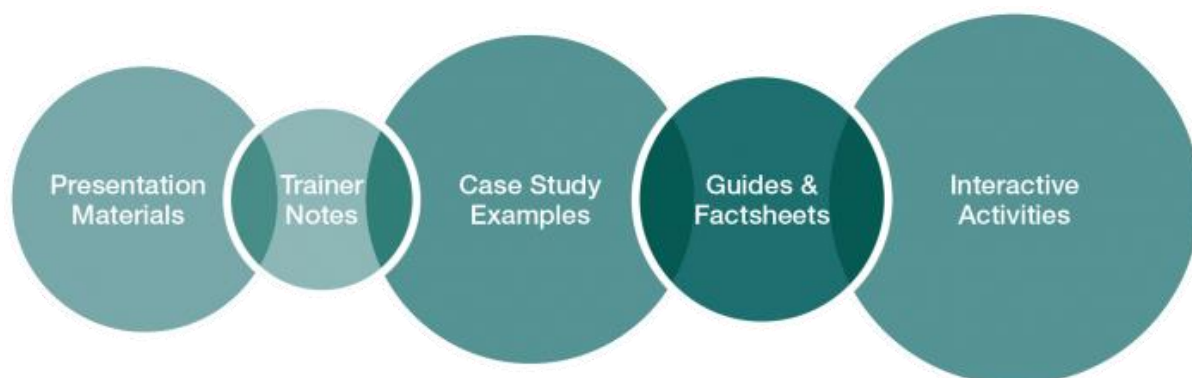 Presentation
Materials
Trainer
Notes
Case Study
Examples
Guides &
Factsheets
Interactive
Activities